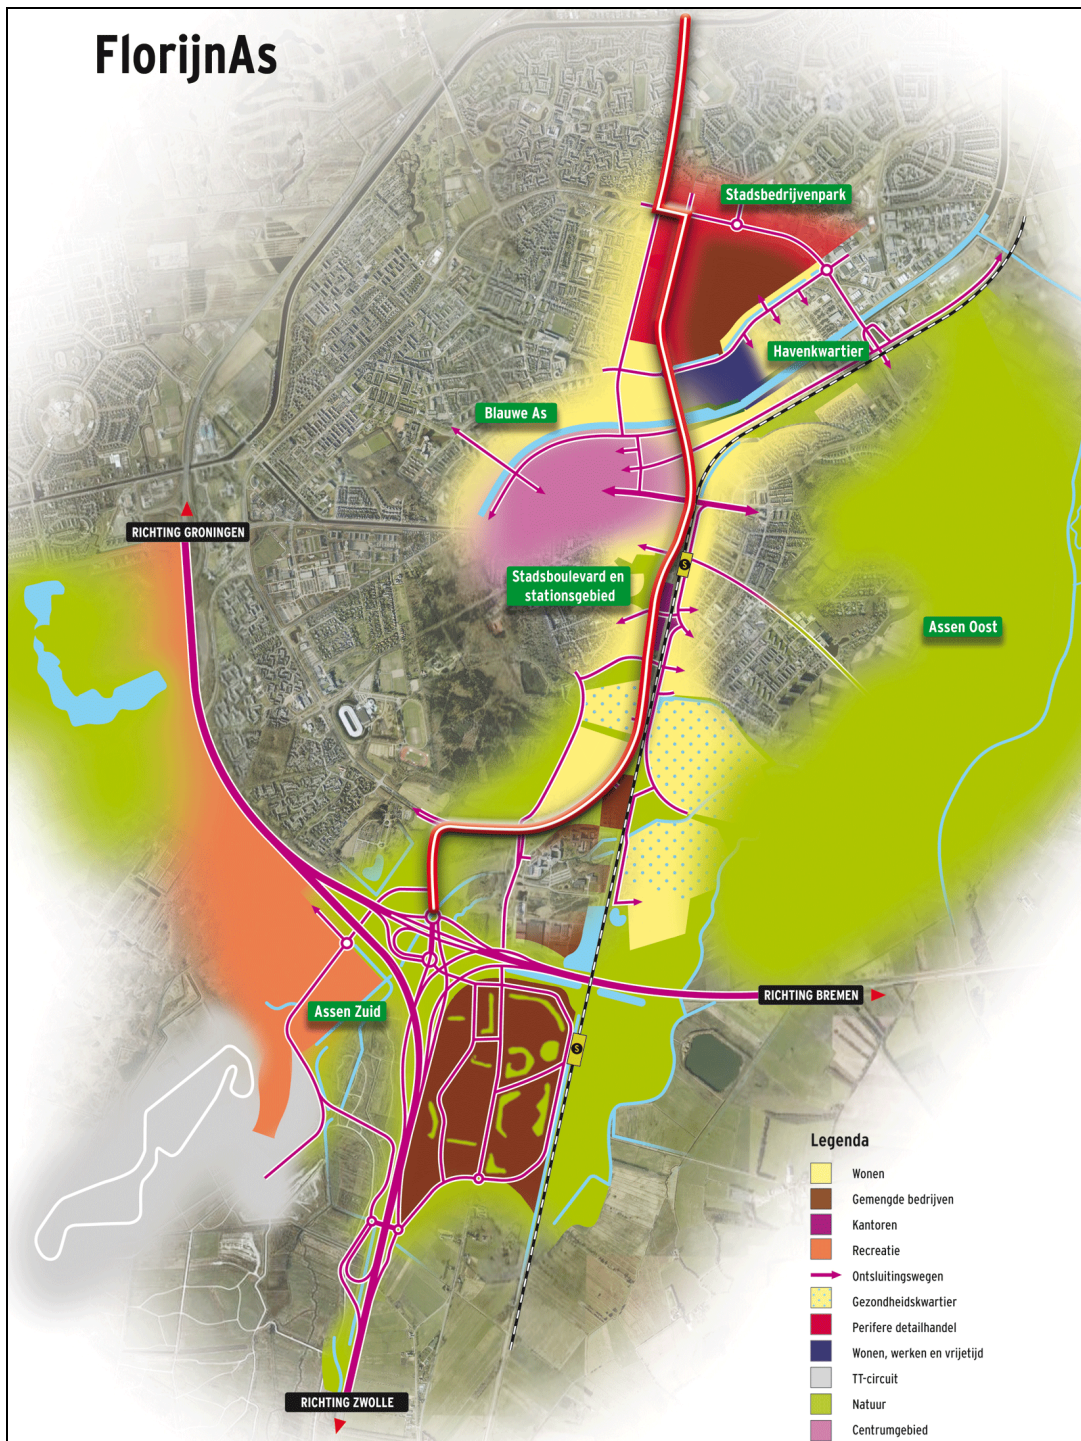 FlorijnAs
Stadsbedrijvenpark
Havenkwartier
Blauwe As
RICHTING GRONINGEN
Stadsboulevard en
stationsgebied
S
Assen Oost
RICHTING BREMEN
Assen Zuid
S
RICHTING ZWOLLE
Legenda
Wonen
Gemengde bedrijven
Kantoren
Recreatie
Ontsluitingswegen
Gezondheidskwartier
Perifere detailhandel
Wonen, werken en vrijetijd
TT-circuit
Natuur
Centrumgebied